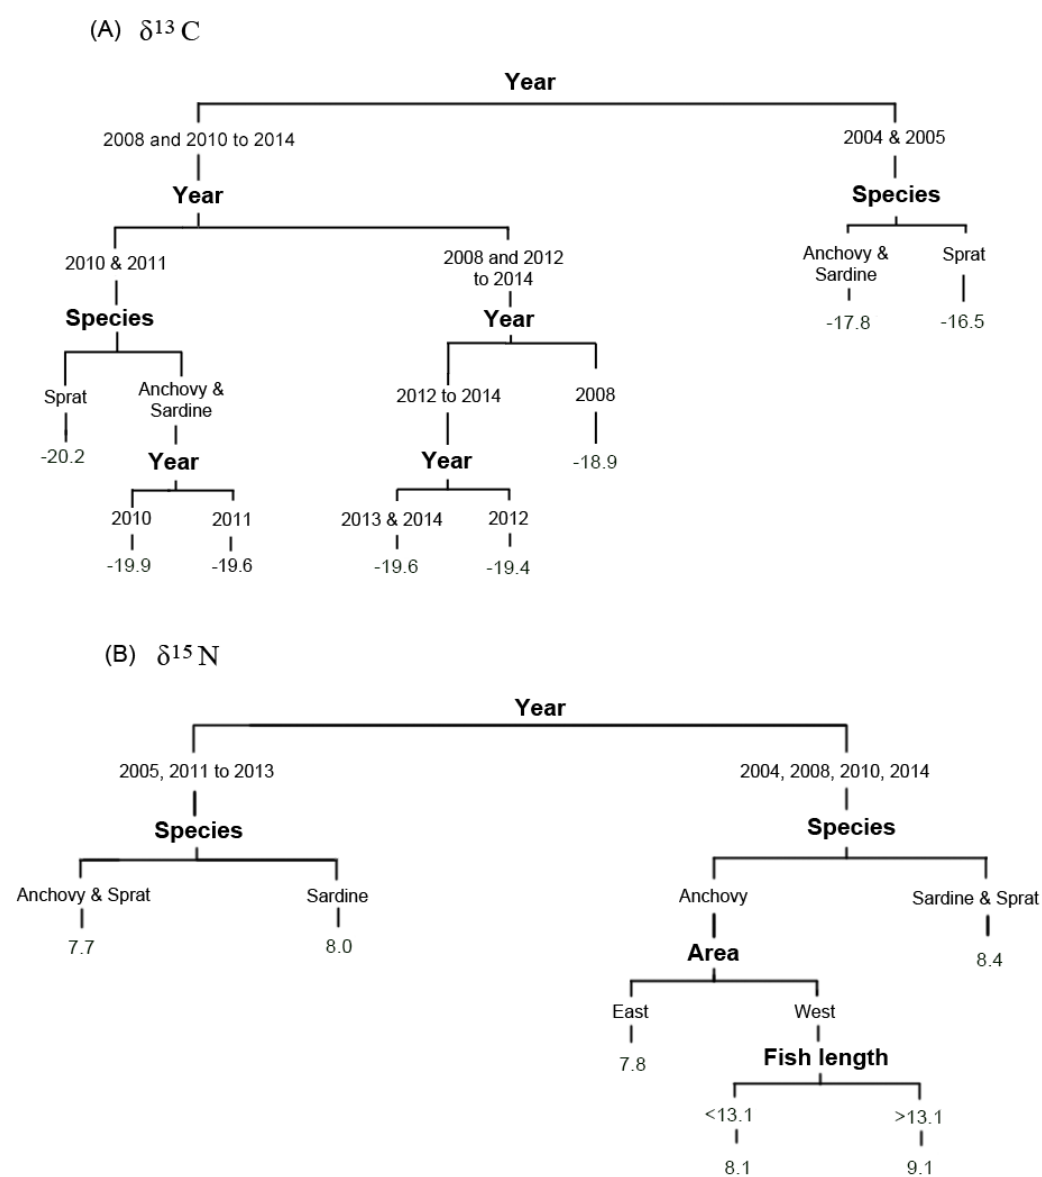 (A) δ13 C
Year
2008 and 2010 to 2014
2004 & 2005
Year
Species
2010 & 2011
2008 and 2012
to 2014
Anchovy &
Sardine
Sprat
Species
Year
-17.8
-16.5
Sprat
Anchovy &
Sardine
2012 to 2014
2008
-20.2
Year
Year
-18.9
2010
2011
2013 & 2014
2012
-19.9
-19.6
-19.6
-19.4
(B) δ15 N
Year
2005, 2011 to 2013
2004, 2008, 2010, 2014
Species
Species
Anchovy & Sprat
Sardine
Anchovy
Sardine & Sprat
7.7
8.0
Area
8.4
East
West
7.8
Fish length
<13.1
>13.1
8.1
9.1